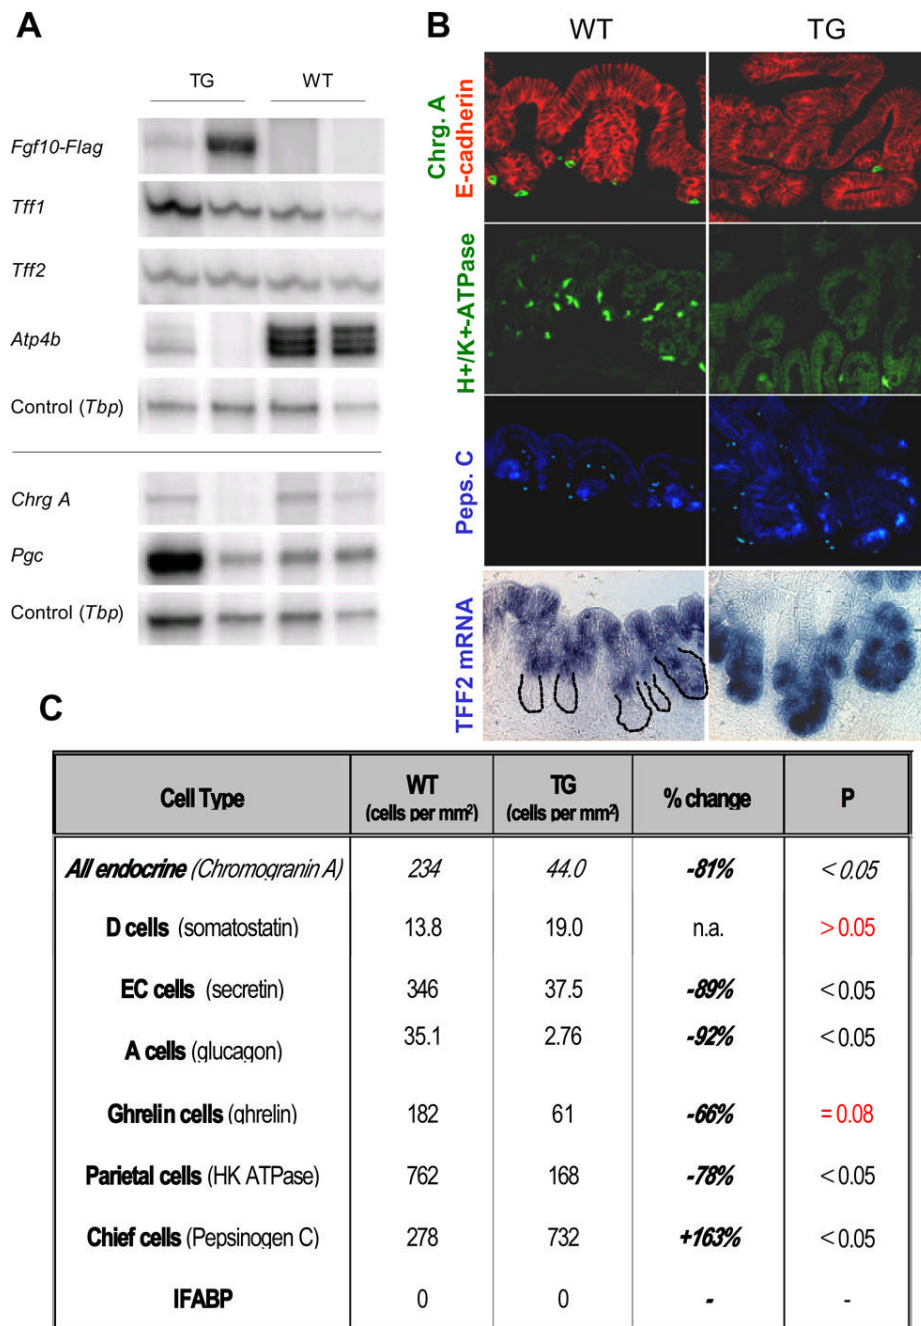 A
TG WT
Fgf10-Flag
Tff1
Tff2
Atp4b
Control (Tbp)
Chrg A
Pgc
Control (Tbp)
B
WT TG
Chrg. A
E-cadherin
H+/K+-ATPase
Peps. C
TFF2 mRNA
C
Cell Type WT (cells per mm²) TG (cells per mm²) % change P
All endocrine (Chromogranin A) 234 44.0 -81% < 0.05
D cells (somatostatin) 13.8 19.0 n.a. > 0.05
EC cells (secretin) 346 37.5 -89% < 0.05
A cells (glucagon) 35.1 2.76 -92% < 0.05
Ghrelin cells (ghrelin) 182 61 -66% = 0.08
Parietal cells (HK ATPase) 762 168 -78% < 0.05
Chief cells (Pepsinogen C) 278 732 +163% < 0.05
IFABP 0 0 - -